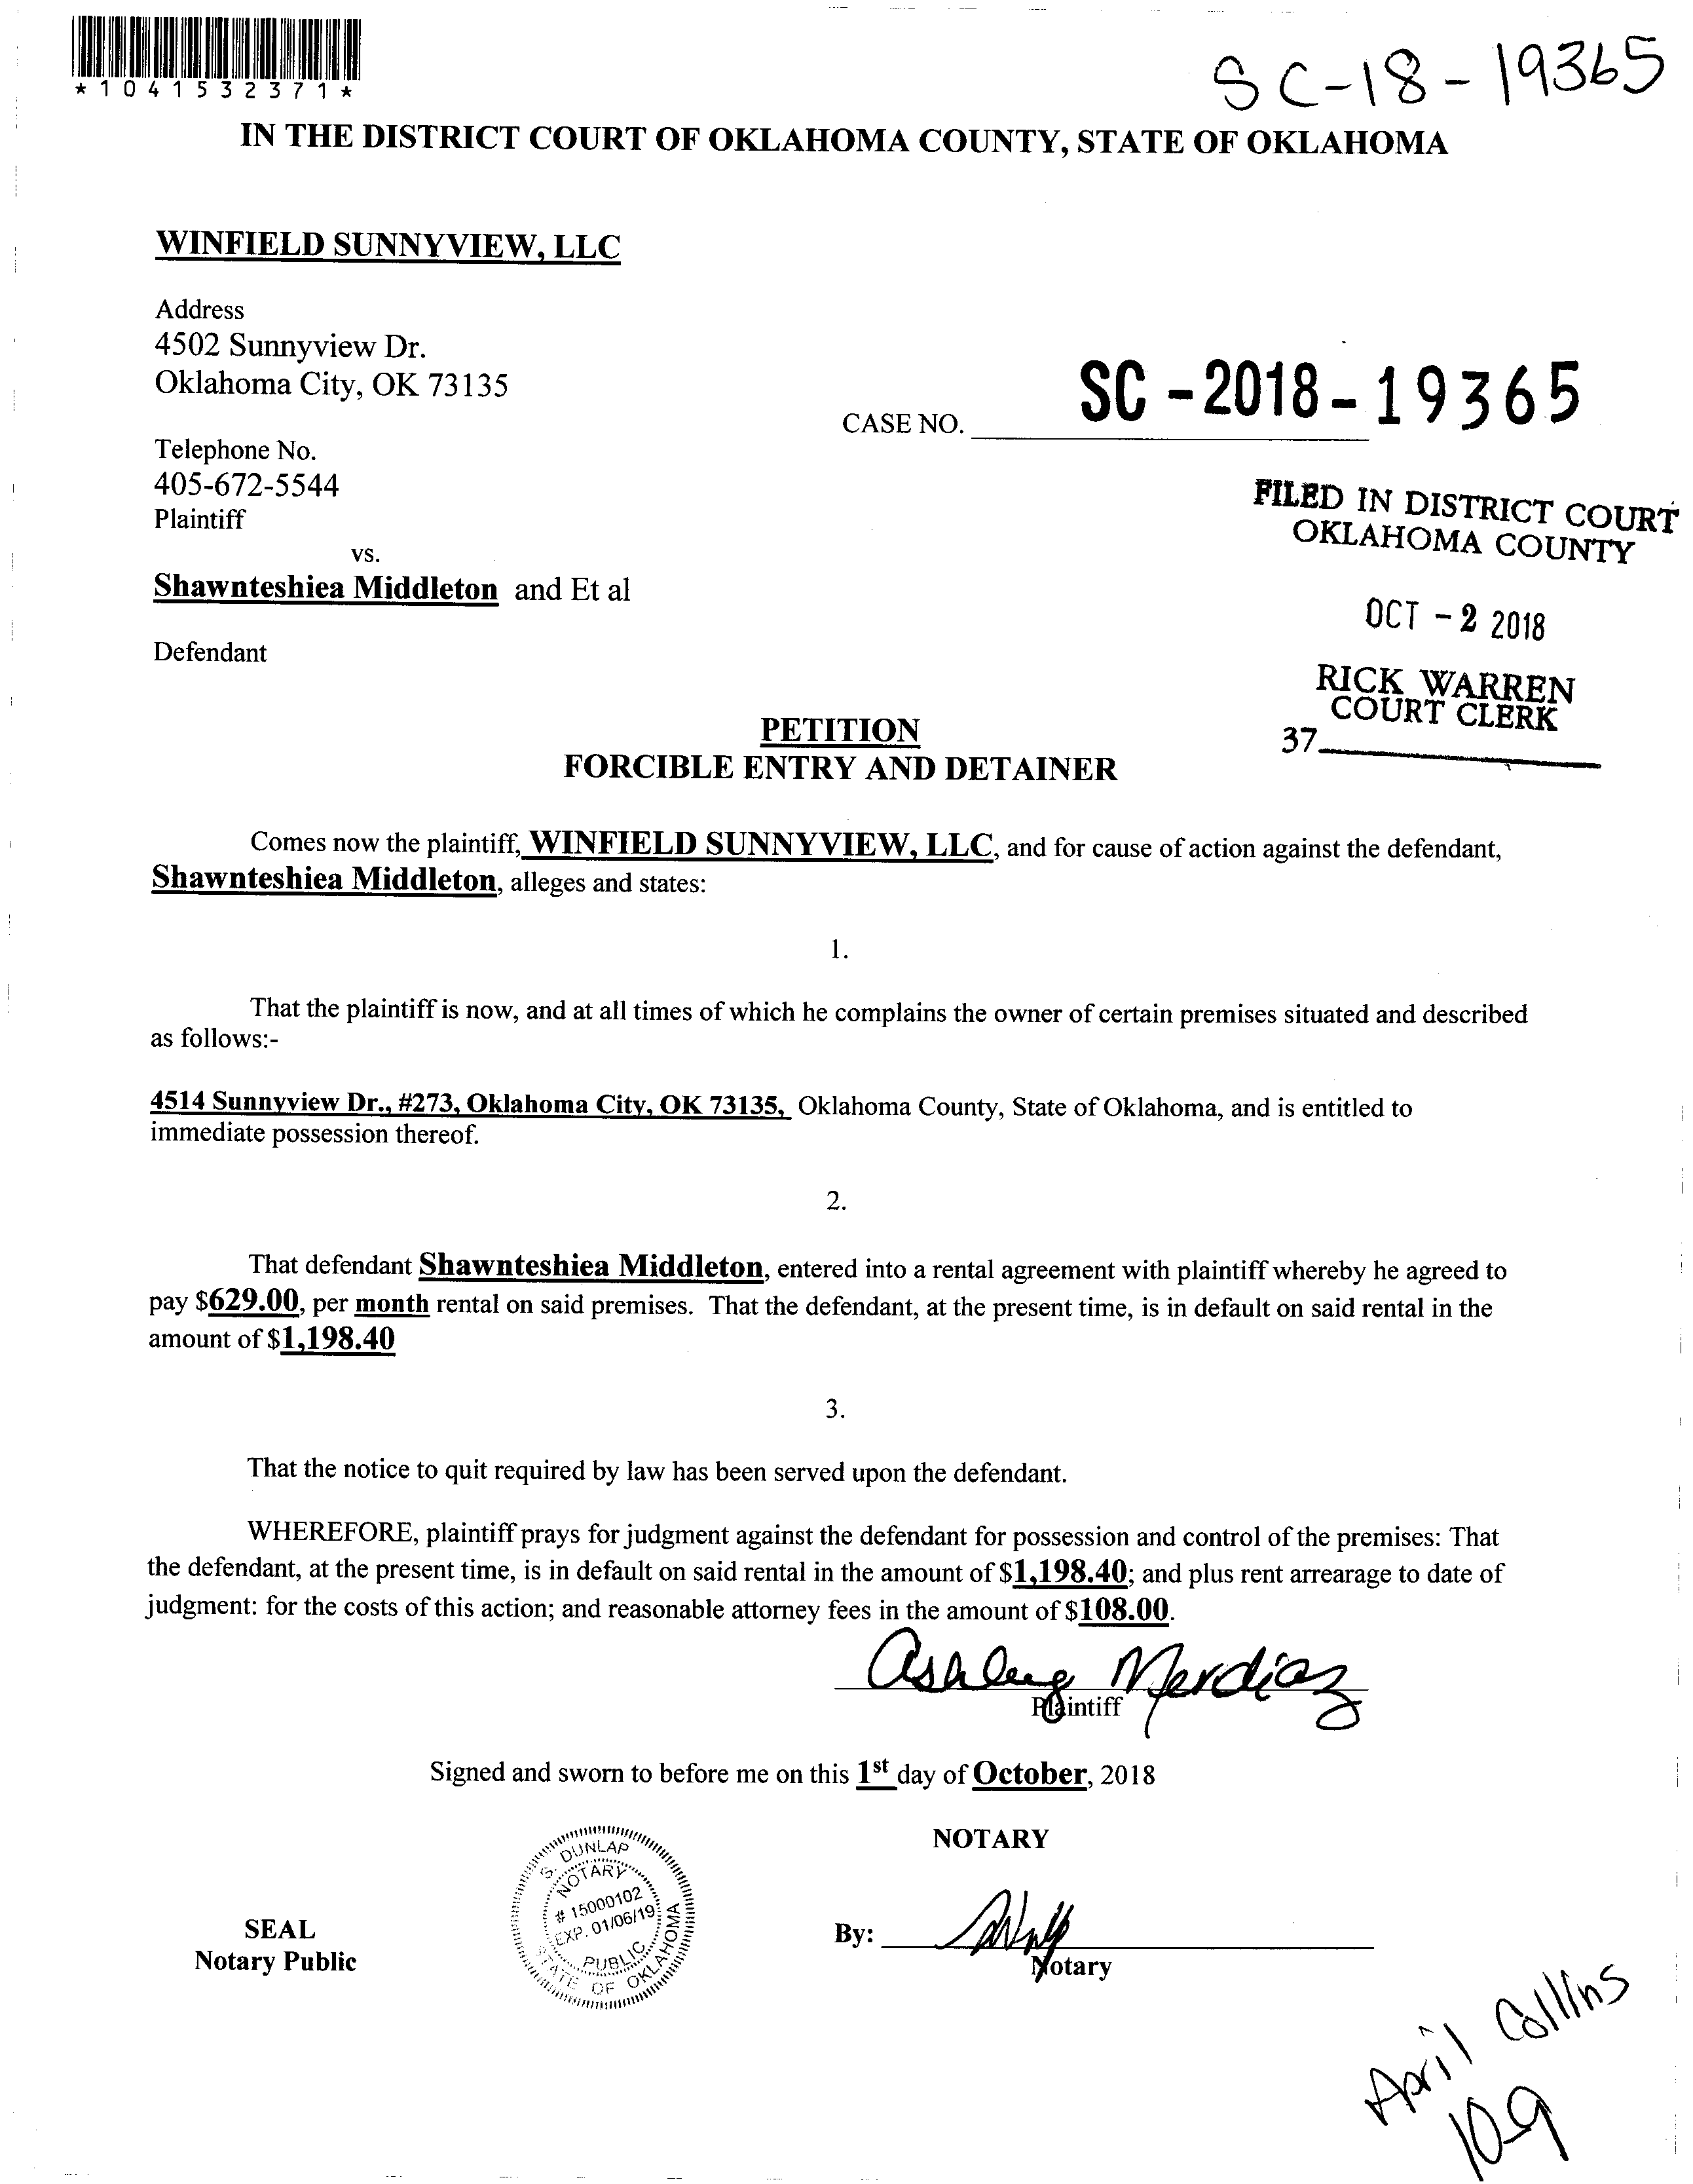 *1041532371*
SC-18-19365
IN THE DISTRICT COURT OF OKLAHOMA COUNTY, STATE OF OKLAHOMA
WINFIELD SUNNYVIEW, LLC
Address
4502 Sunnyview Dr.
Oklahoma City, OK 73135
CASE NO. SC-2018-19365
Telephone No.
405-672-5544
Plaintiff
vs.
Shawnteshiea Middleton and Et al
Defendant
FILED IN DISTRICT COURT
OKLAHOMA COUNTY
OCT - 2 2018
RICK WARREN
COURT CLERK
37
PETITION
FORCIBLE ENTRY AND DETAINER
Comes now the plaintiff, WINFIELD SUNNYVIEW, LLC, and for cause of action against the defendant,
Shawnteshiea Middleton, alleges and states:
1.
That the plaintiff is now, and at all times of which he complains the owner of certain premises situated and described
as follows:-
4514 Sunnyview Dr., #273, Oklahoma City, OK 73135, Oklahoma County, State of Oklahoma, and is entitled to
immediate possession thereof.
2.
That defendant Shawnteshiea Middleton, entered into a rental agreement with plaintiff whereby he agreed to
pay $629.00, per month rental on said premises. That the defendant, at the present time, is in default on said rental in the
amount of $1,198.40
3.
That the notice to quit required by law has been served upon the defendant.
WHEREFORE, plaintiff prays for judgment against the defendant for possession and control of the premises: That
the defendant, at the present time, is in default on said rental in the amount of $1,198.40; and plus rent arrearage to date of
judgment: for the costs of this action; and reasonable attorney fees in the amount of $108.00.
Ashley Merdiaz
Plaintiff
Signed and sworn to before me on this 1st day of October, 2018
NOTARY
S. DUNLAP
NOTARY
# 15000102
EXP. 01/06/19
PUBLIC
STATE OF OKLAHOMA
SEAL
Notary Public
By:
Notary
April Collins
10-9